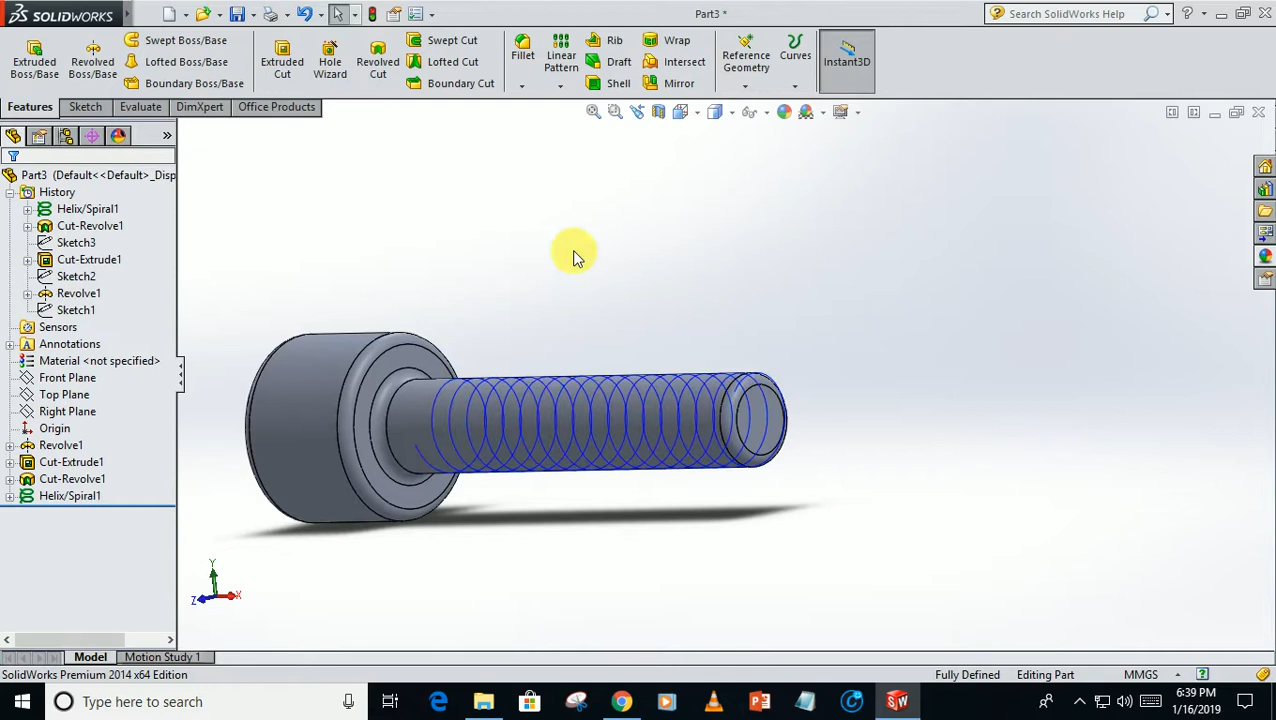 SOLIDWORKS
Part3 *
Search SolidWorks Help
Extruded Boss/Base
Revolved Boss/Base
Swept Boss/Base
Lofted Boss/Base
Boundary Boss/Base
Extruded Cut
Hole Wizard
Revolved Cut
Swept Cut
Lofted Cut
Boundary Cut
Fillet
Linear Pattern
Rib
Draft
Shell
Wrap
Intersect
Mirror
Reference Geometry
Curves
Instant3D
Features
Sketch
Evaluate
DimXpert
Office Products
Part3 (Default<<Default>_Disp
History
Helix/Spiral1
Cut-Revolve1
Sketch3
Cut-Extrude1
Sketch2
Revolve1
Sketch1
Sensors
Annotations
Material <not specified>
Front Plane
Top Plane
Right Plane
Origin
Revolve1
Cut-Extrude1
Cut-Revolve1
Helix/Spiral1
Y
Z
X
Model
Motion Study 1
SolidWorks Premium 2014 x64 Edition
Fully Defined
Editing Part
MMGS
Type here to search
6:39 PM
1/16/2019